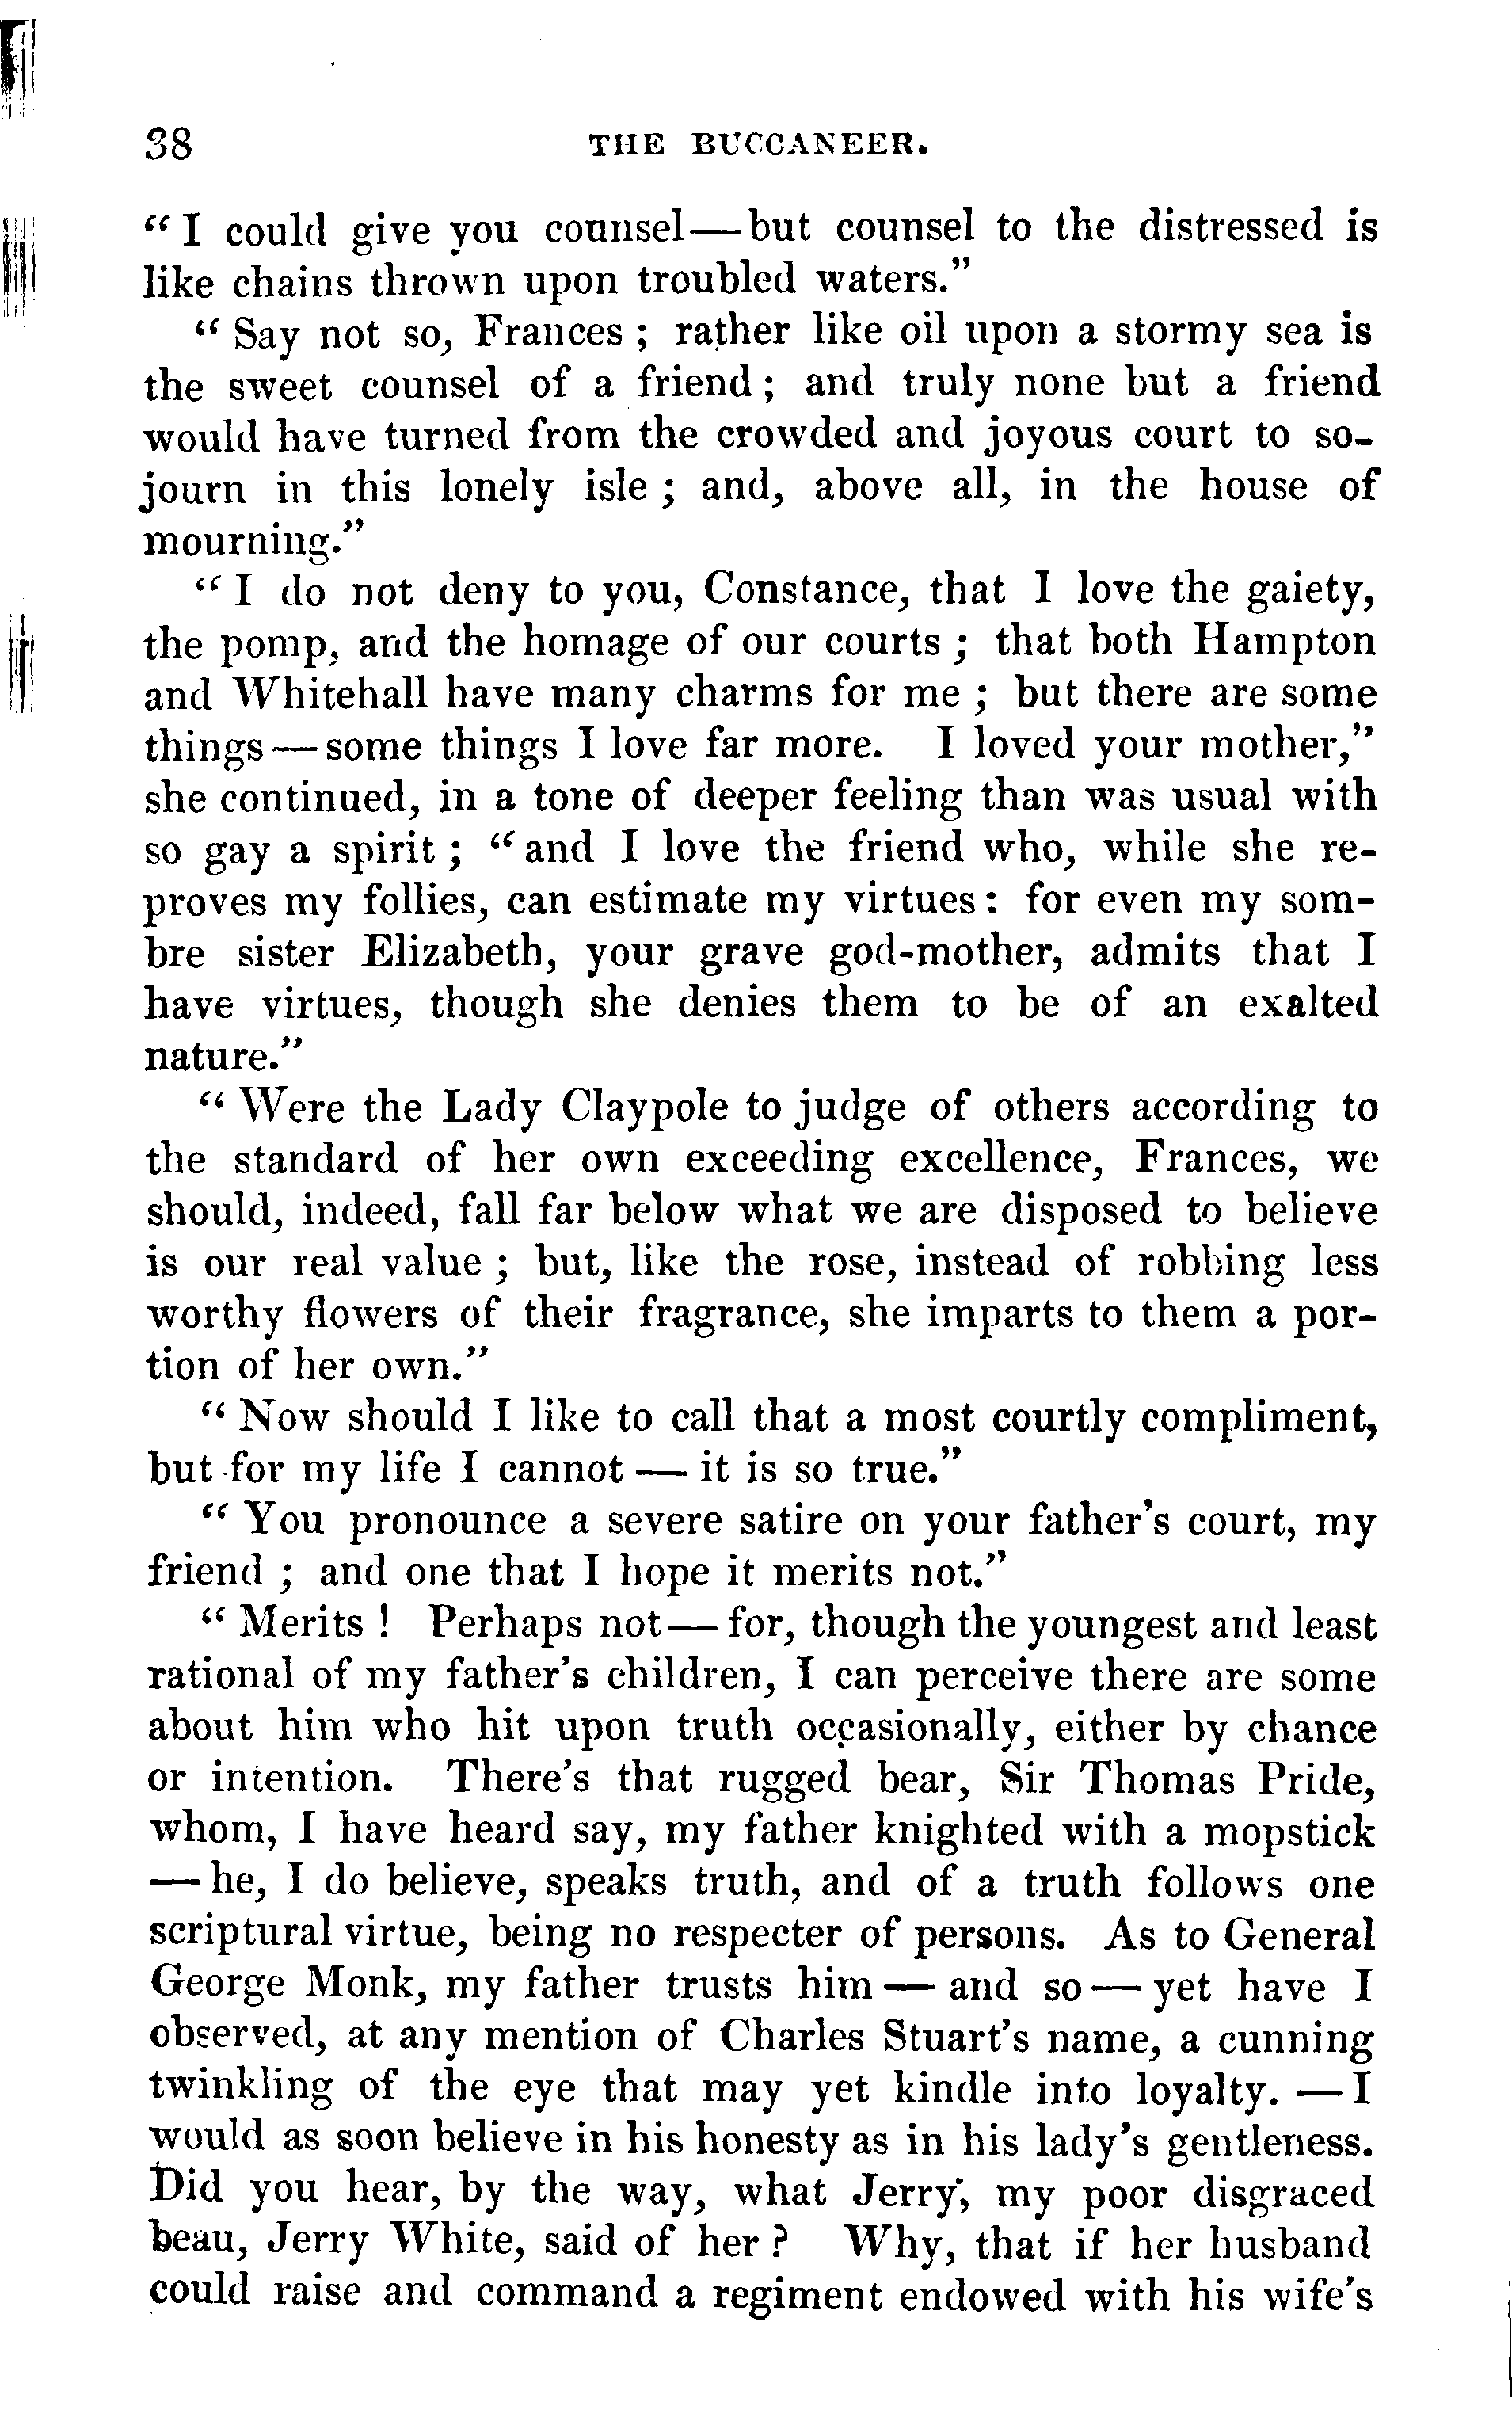 38 THE BUCCANEER.
“ I could give you counsel—but counsel to the distressed is
like chains thrown upon troubled waters.”
“ Say not so, Frances ; rather like oil upon a stormy sea is
the sweet counsel of a friend ; and truly none but a friend
would have turned from the crowded and joyous court to so-
journ in this lonely isle ; and, above all, in the house of
mourning.”
“ I do not deny to you, Constance, that I love the gaiety,
the pomp, and the homage of our courts ; that both Hampton
and Whitehall have many charms for me ; but there are some
things — some things I love far more. I loved your mother,”
she continued, in a tone of deeper feeling than was usual with
so gay a spirit ; “ and I love the friend who, while she re-
proves my follies, can estimate my virtues : for even my som-
bre sister Elizabeth, your grave god-mother, admits that I
have virtues, though she denies them to be of an exalted
nature.”
“ Were the Lady Claypole to judge of others according to
the standard of her own exceeding excellence, Frances, we
should, indeed, fall far below what we are disposed to believe
is our real value ; but, like the rose, instead of robbing less
worthy flowers of their fragrance, she imparts to them a por-
tion of her own.”
“ Now should I like to call that a most courtly compliment,
but for my life I cannot — it is so true.”
“ You pronounce a severe satire on your father's court, my
friend ; and one that I hope it merits not.”
“ Merits ! Perhaps not — for, though the youngest and least
rational of my father's children, I can perceive there are some
about him who hit upon truth occasionally, either by chance
or intention. There's that rugged bear, Sir Thomas Pride,
whom, I have heard say, my father knighted with a mopstick
— he, I do believe, speaks truth, and of a truth follows one
scriptural virtue, being no respecter of persons. As to General
George Monk, my father trusts him — and so — yet have I
observed, at any mention of Charles Stuart's name, a cunning
twinkling of the eye that may yet kindle into loyalty. — I
would as soon believe in his honesty as in his lady's gentleness.
Did you hear, by the way, what Jerry, my poor disgraced
beau, Jerry White, said of her ? Why, that if her husband
could raise and command a regiment endowed with his wife's